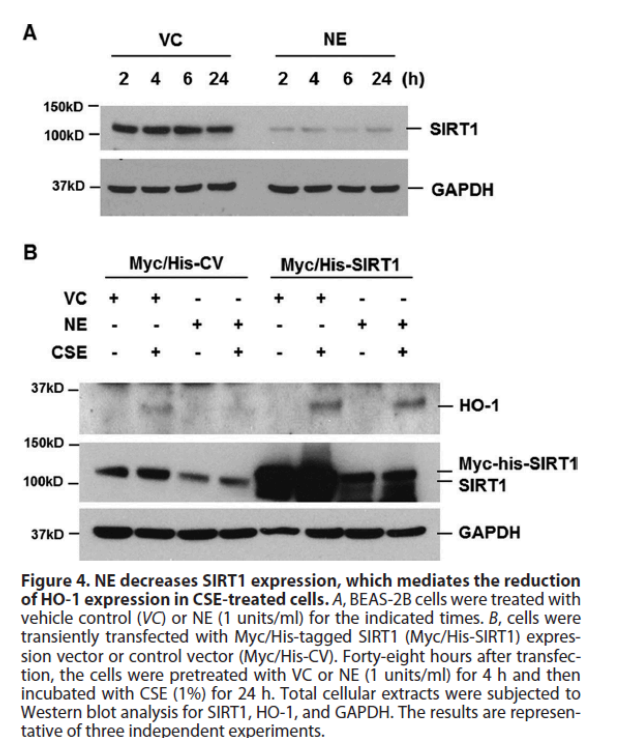 A
VC NE
2 4 6 24 2 4 6 24 (h)
150kD
100kD
SIRT1
37kD
GAPDH
B
Myc/His-CV Myc/His-SIRT1
VC + + - - + + - -
NE - - + + - - + +
CSE - + - + - + - +
37kD
HO-1
150kD
Myc-his-SIRT1
100kD
SIRT1
37kD
GAPDH
Figure 4. NE decreases SIRT1 expression, which mediates the reduction
of HO-1 expression in CSE-treated cells. A, BEAS-2B cells were treated with
vehicle control (VC) or NE (1 units/ml) for the indicated times. B, cells were
transiently transfected with Myc/His-tagged SIRT1 (Myc/His-SIRT1) expres-
sion vector or control vector (Myc/His-CV). Forty-eight hours after transfec-
tion, the cells were pretreated with VC or NE (1 units/ml) for 4 h and then
incubated with CSE (1%) for 24 h. Total cellular extracts were subjected to
Western blot analysis for SIRT1, HO-1, and GAPDH. The results are represen-
tative of three independent experiments.